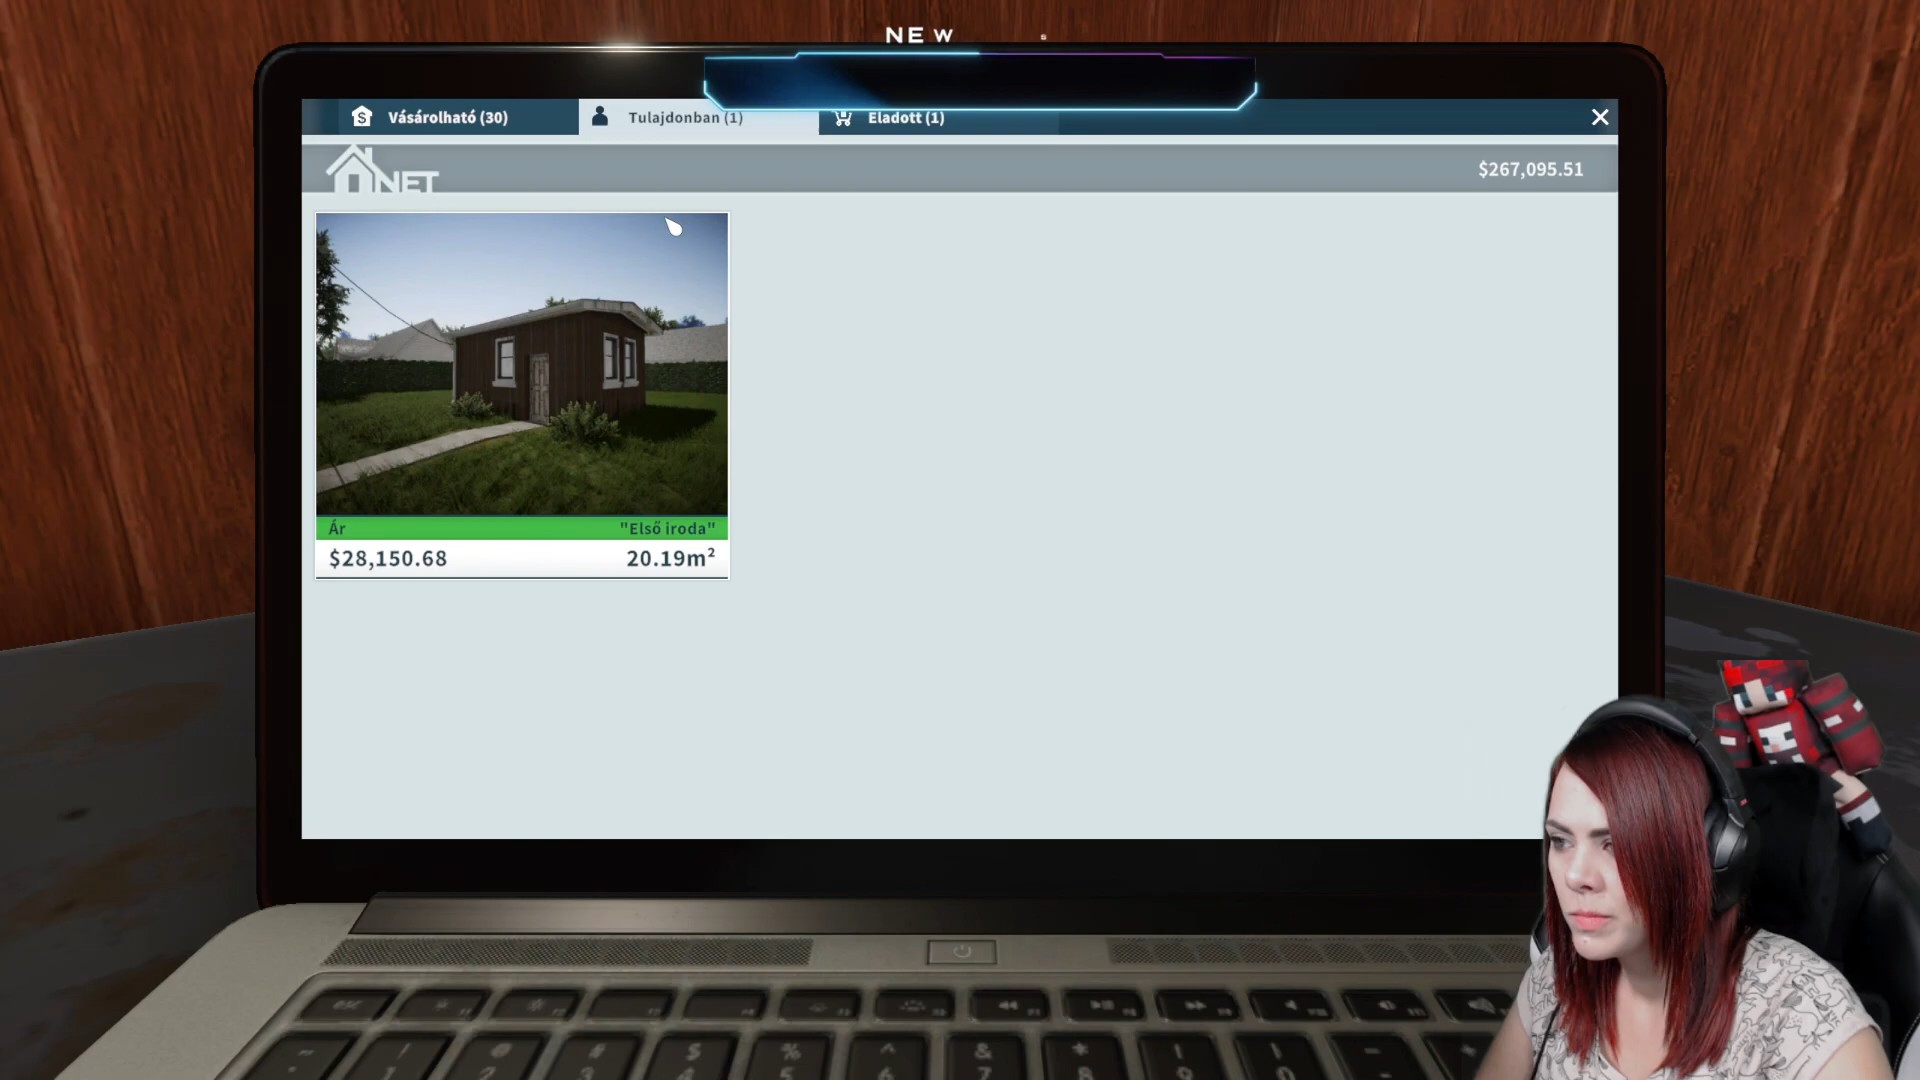 NEW s
Vásárolható (30)
Tulajdonban (1)
Eladott (1)
NET
$267,095.51
Ár
"Első iroda"
$28,150.68
20.19m²
esc